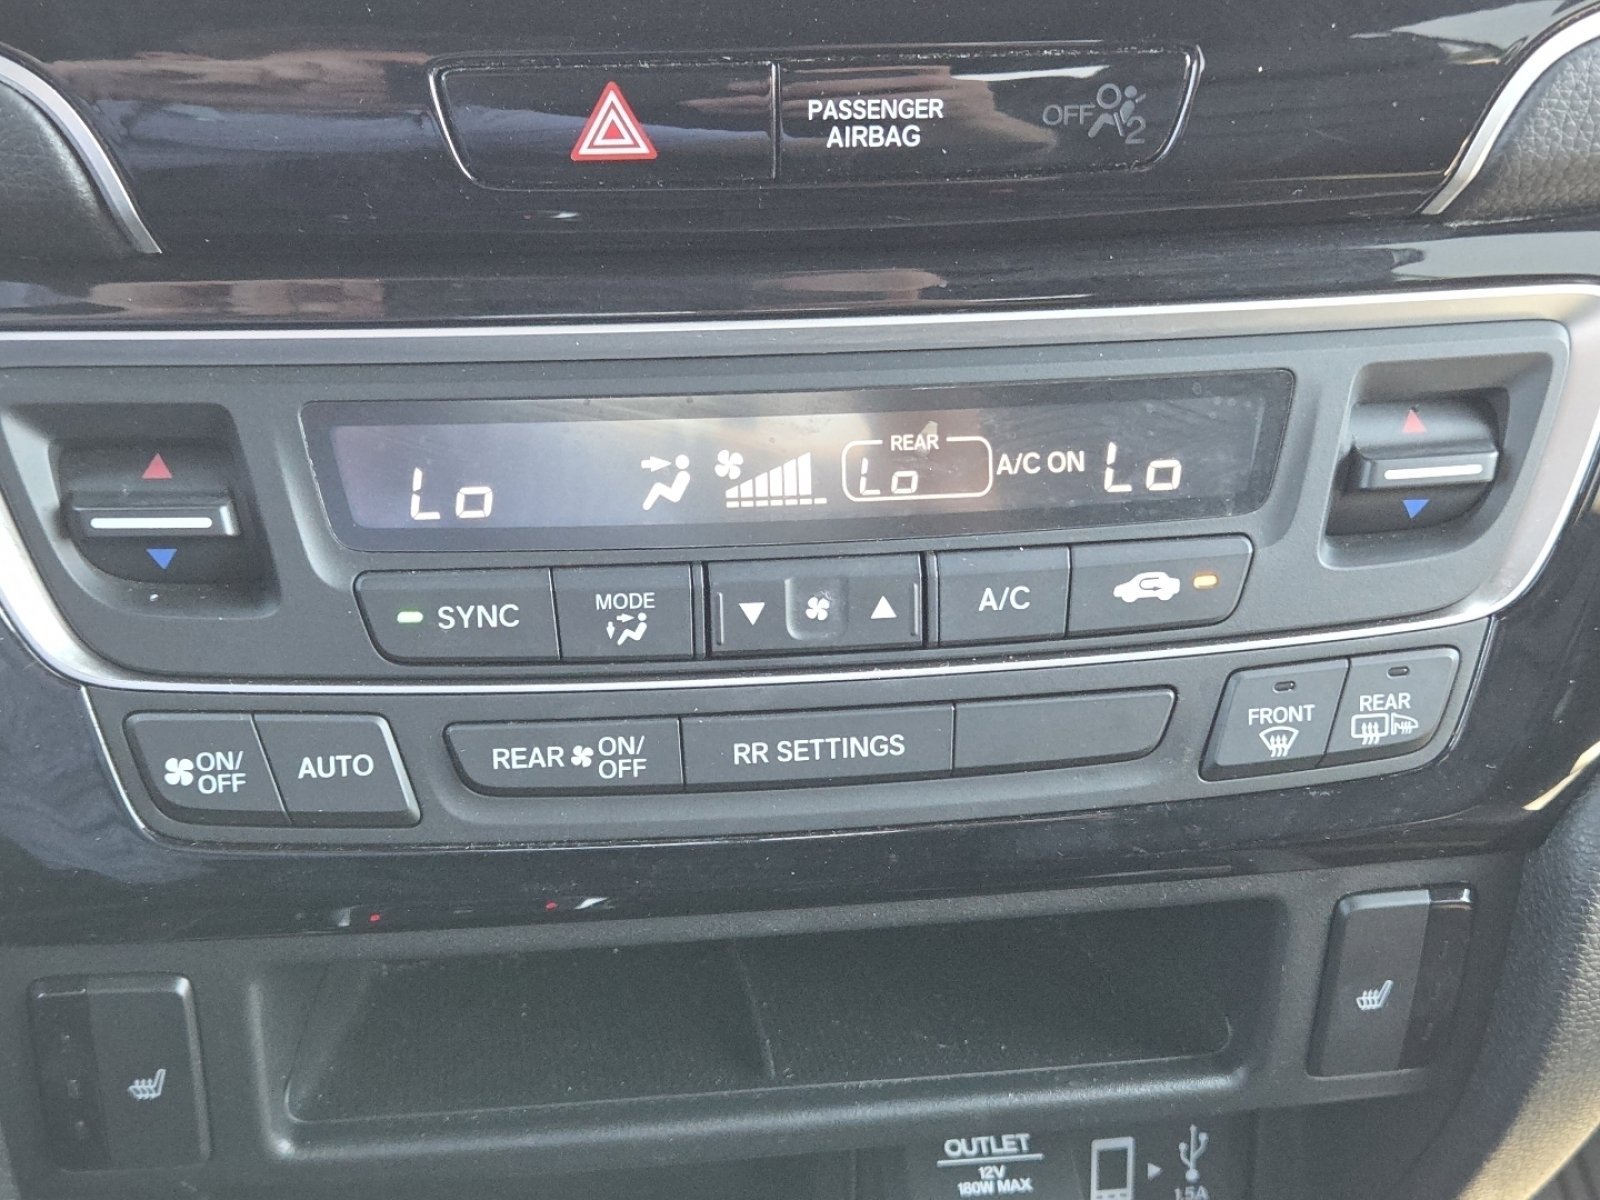 PASSENGER
AIRBAG
OFF
2
Lo
REAR
Lo
A/C ON
Lo
SYNC
MODE
A/C
ON/
OFF
AUTO
REAR
ON/
OFF
RR SETTINGS
FRONT
REAR
OUTLET
12V
180W MAX
1.5A